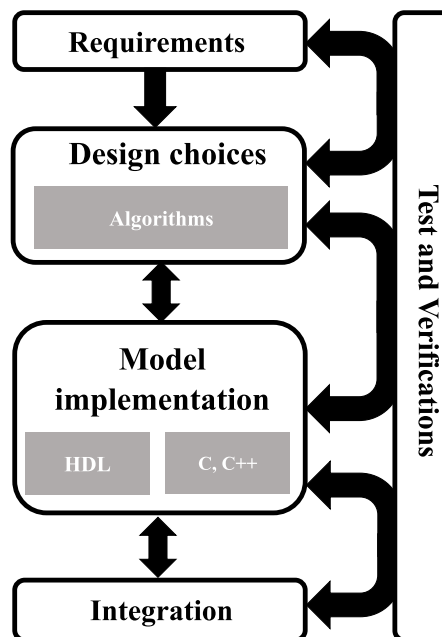 Requirements
Design choices
Algorithms
Model
implementation
HDL
C, C++
Integration
Test and Verifications